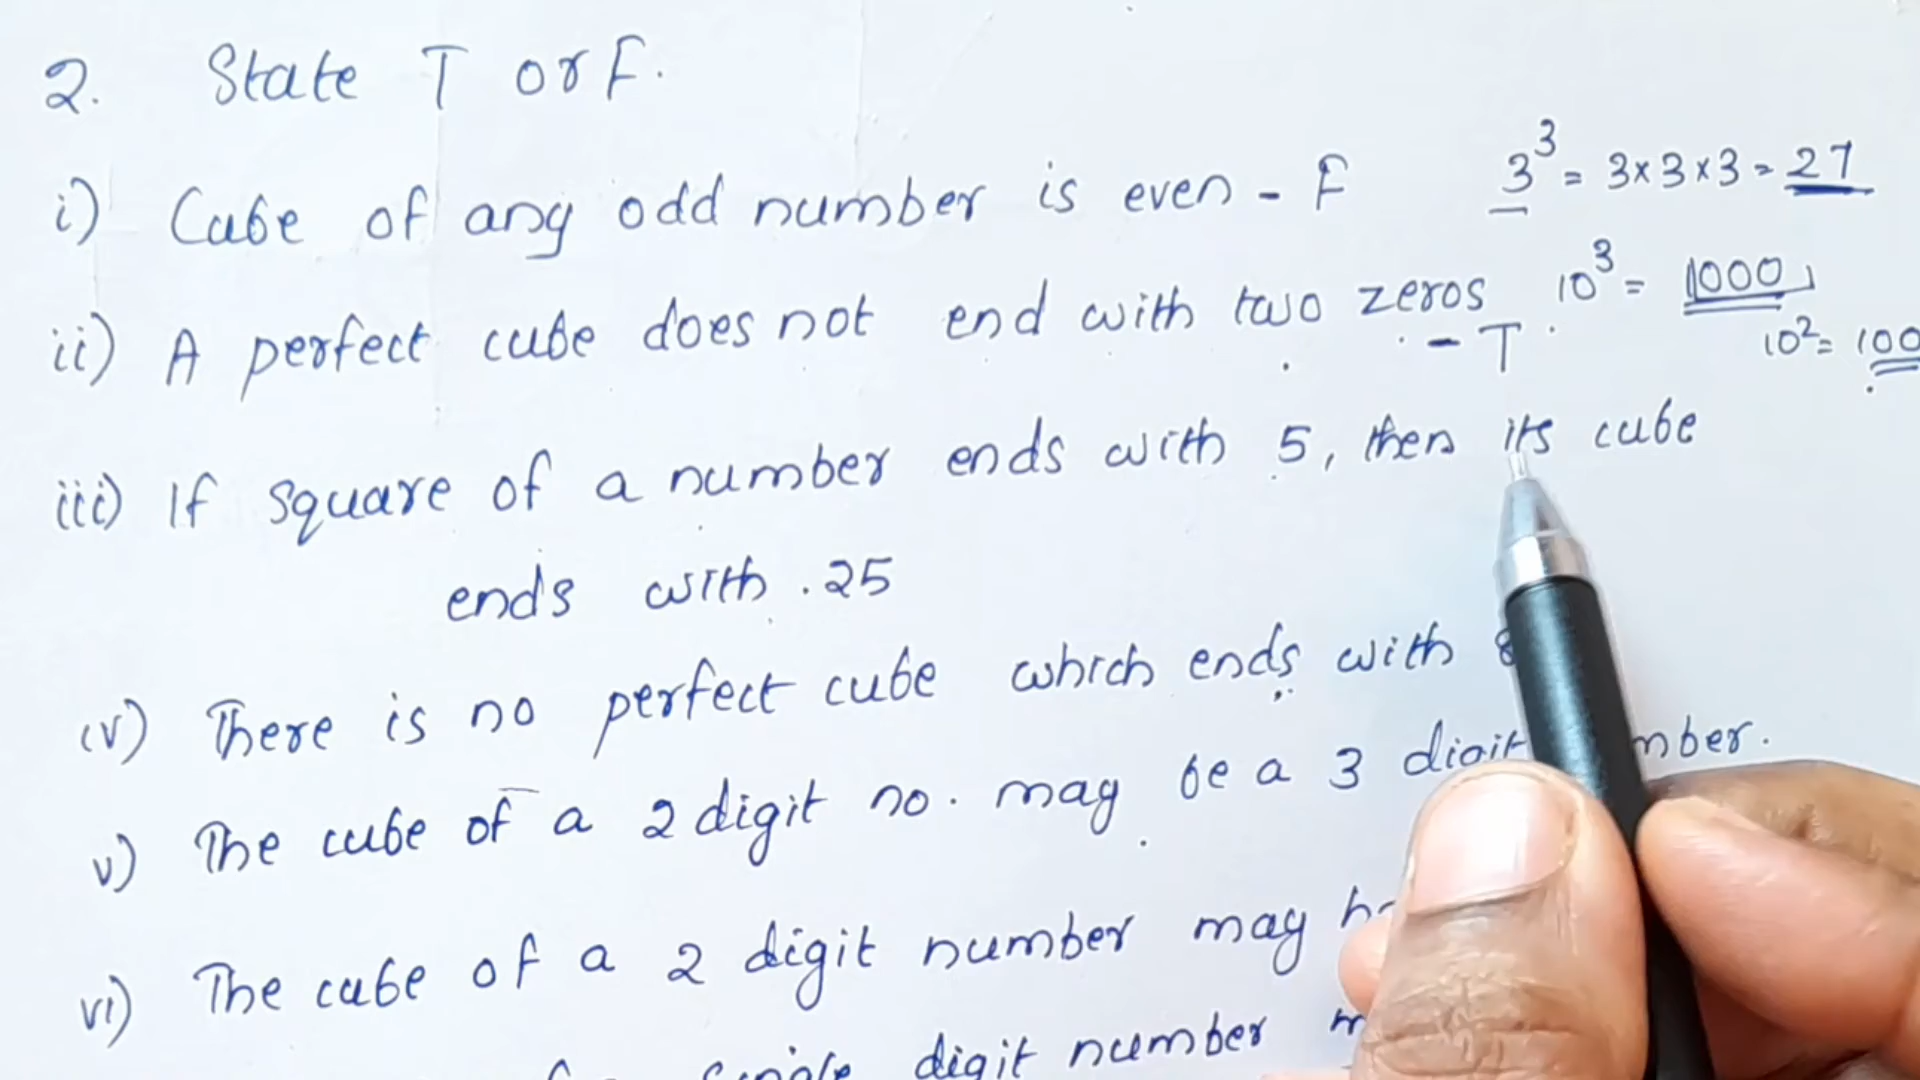 2. State T or F.
i) Cube of any odd number is even - F 3³ = 3x3x3 = 27
ii) A perfect cube does not end with two zeros - T 10³ = 1000
10² = 100
iii) If square of a number ends with 5, then its cube
ends with 25
iv) There is no perfect cube which ends with 8
v) The cube of a 2 digit no. may be a 3 digit
vi) The cube of a 2 digit number may
single digit number